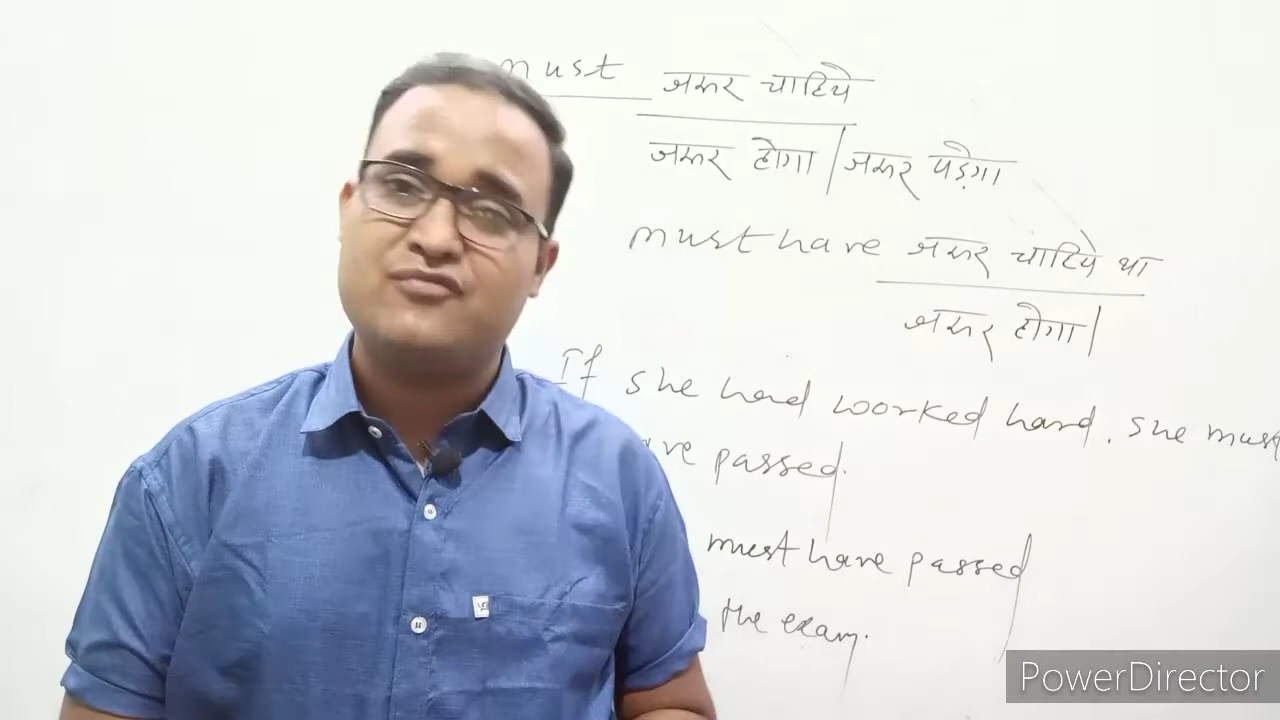 must जरूर चाहिये
जरूर होगा | जरूर पड़ेगा
must have जरूर चाहिये था
जरूर होगा |
If she had worked hard, she must
ve passed.
must have passed
the exam.
PowerDirector